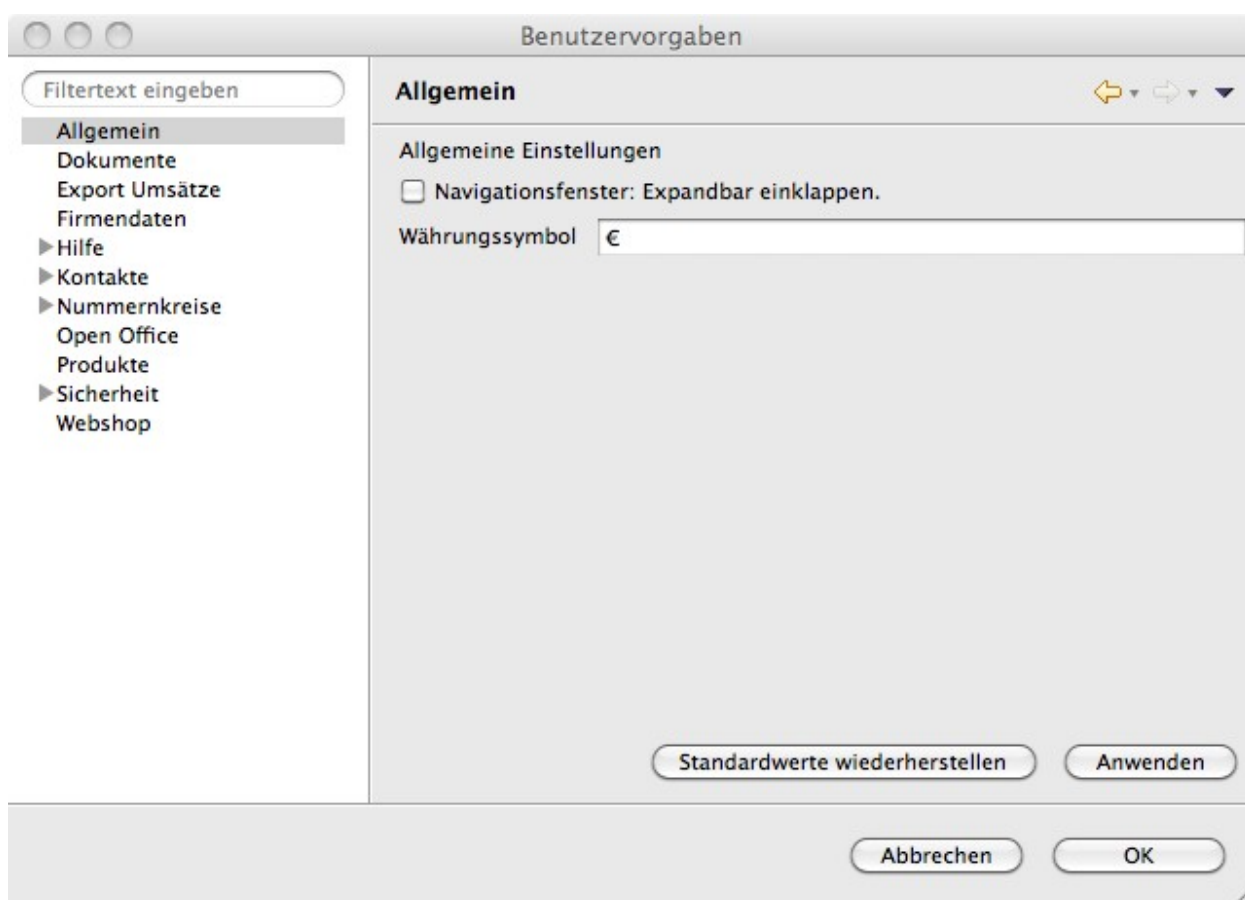 Benutzervorgaben
Filtertext eingeben
Allgemein
Dokumente
Export Umsätze
Firmendaten
Hilfe
Kontakte
Nummernkreise
Open Office
Produkte
Sicherheit
Webshop
Allgemein
Allgemeine Einstellungen
Navigationsfenster: Expandbar einklappen.
Währungssymbol €
Standardwerte wiederherstellen Anwenden
Abbrechen OK